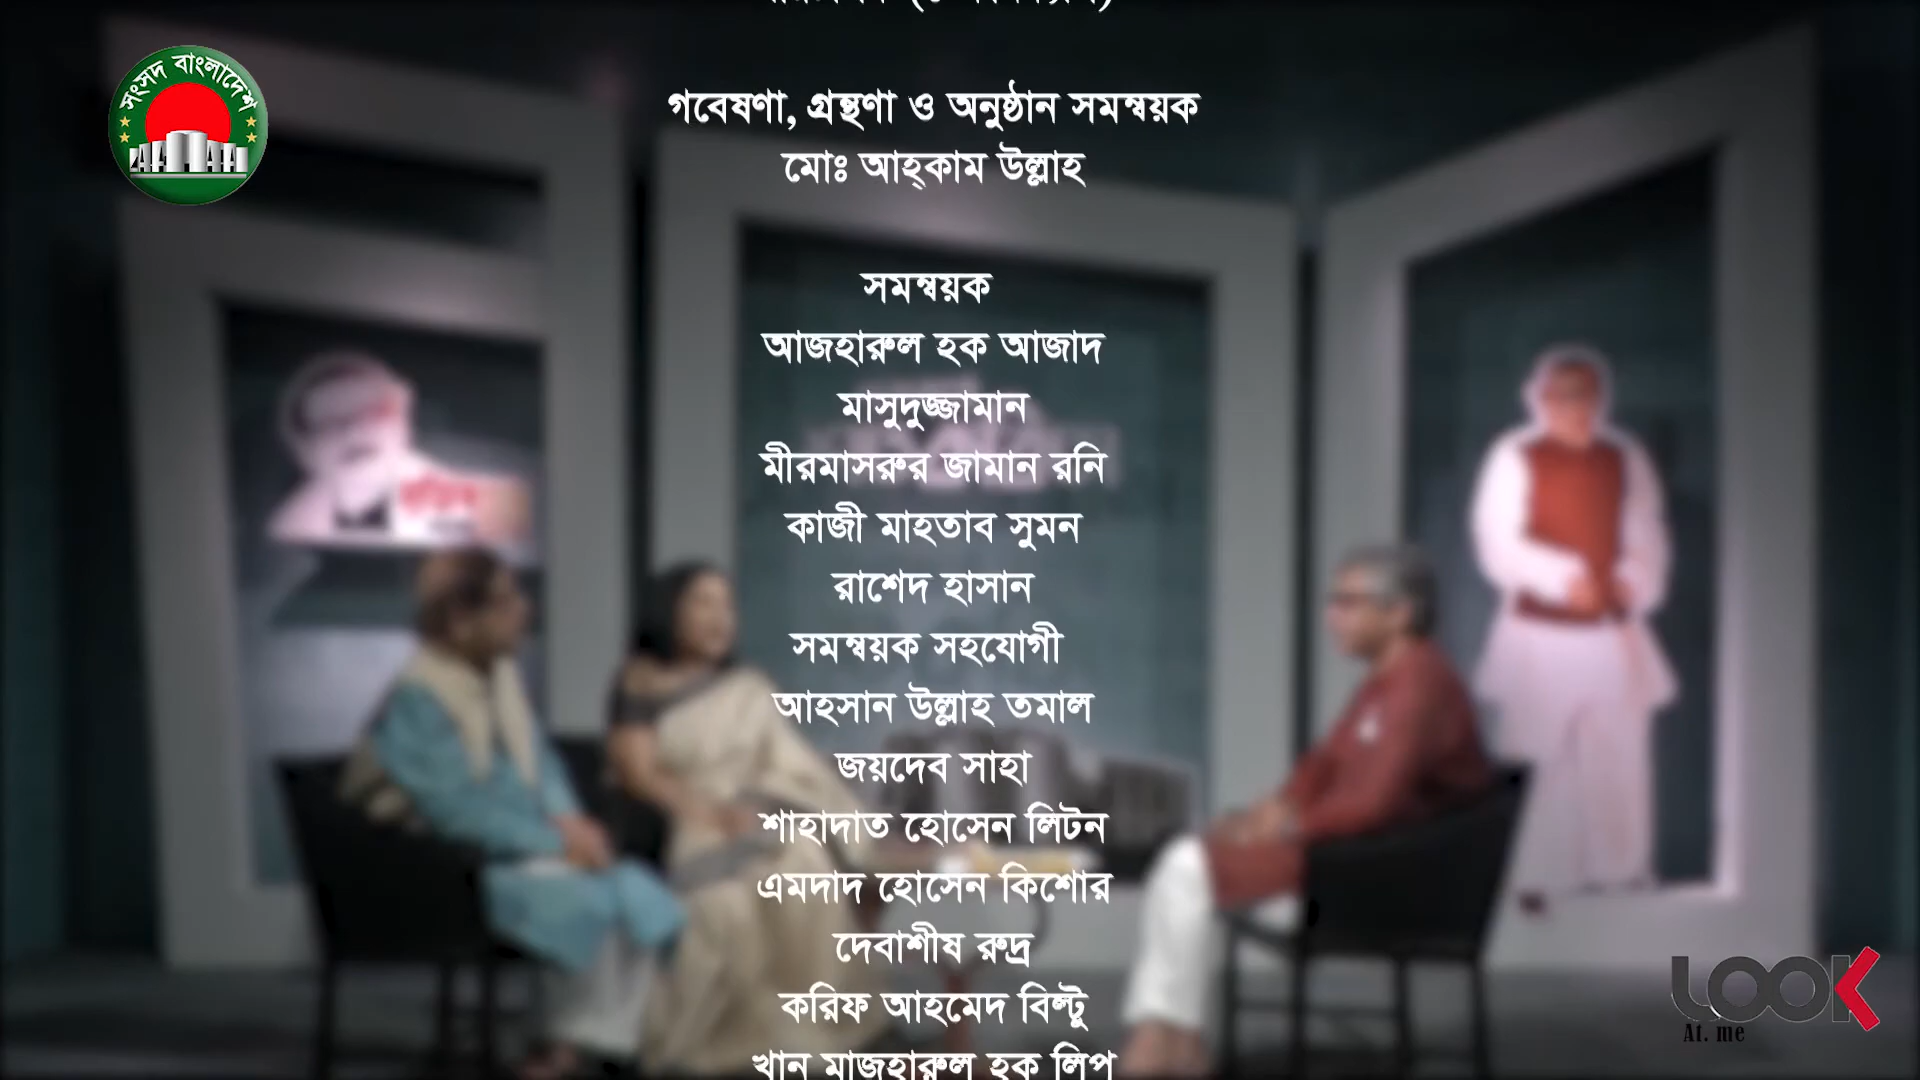 সংসদ বাংলাদেশ
গবেষণা, গ্রন্থণা ও অনুষ্ঠান সমন্বয়ক
মোঃ আহ্‌কাম উল্লাহ
সমন্বয়ক
আজহারুল হক আজাদ
মাসুদুজ্জামান
মীরমাসরুর জামান রনি
কাজী মাহতাব সুমন
রাশেদ হাসান
সমন্বয়ক সহযোগী
আহসান উল্লাহ তমাল
জয়দেব সাহা
শাহাদাত হোসেন লিটন
এমদাদ হোসেন কিশোর
দেবাশীষ রুদ্র
করিফ আহমেদ বিল্টু
খান মাজহারুল হক লিপ
LOOK
At. me